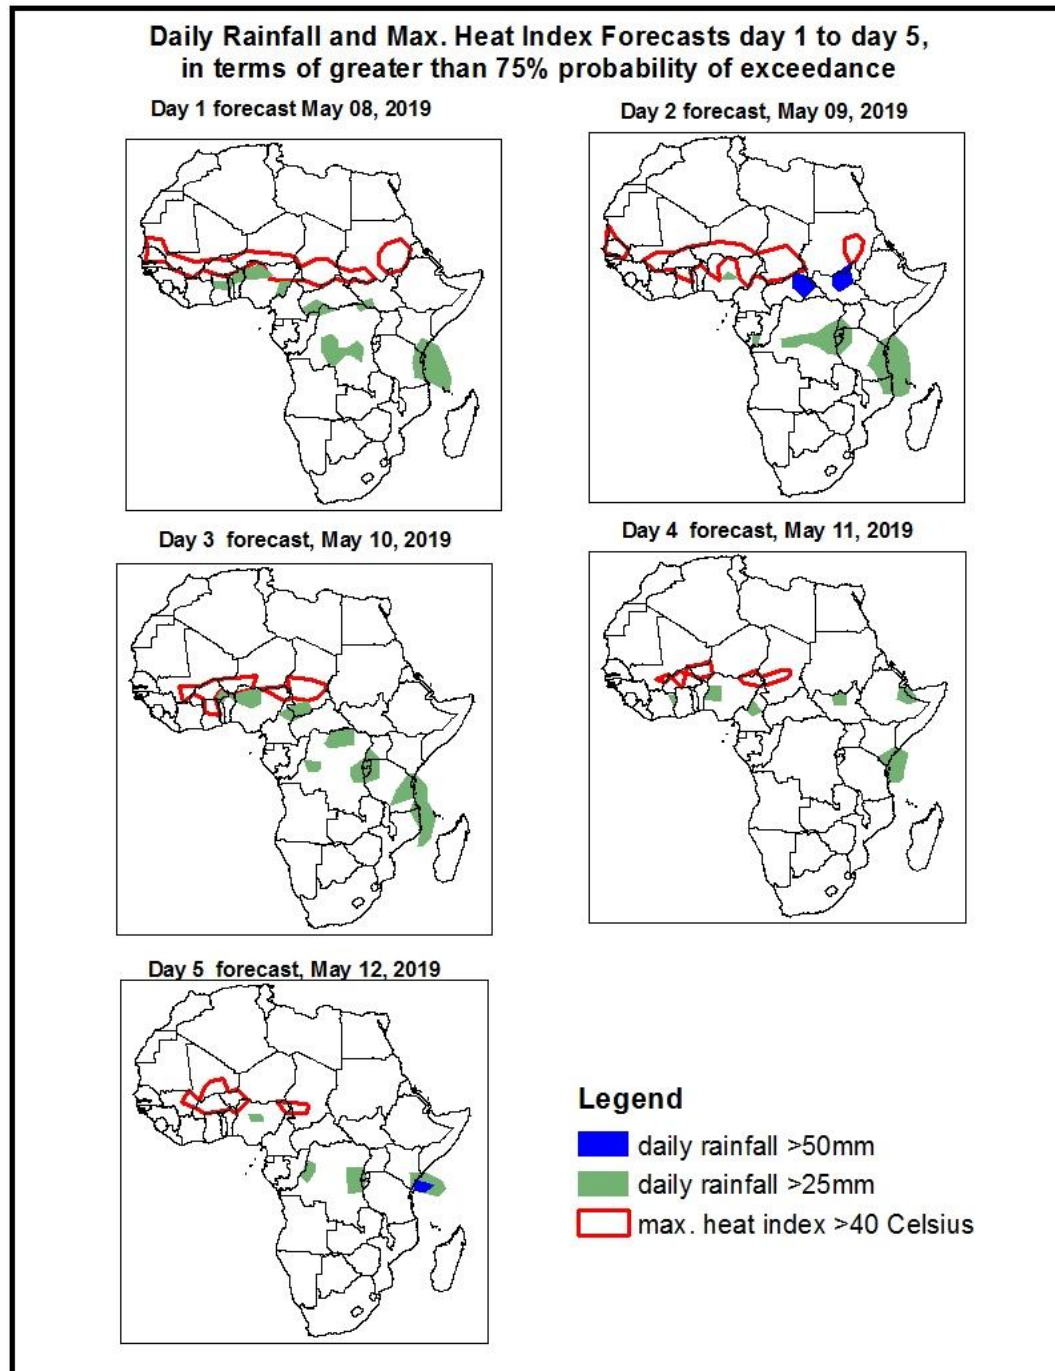 Daily Rainfall and Max. Heat Index Forecasts day 1 to day 5,
in terms of greater than 75% probability of exceedance
Day 1 forecast May 08, 2019
Day 2 forecast, May 09, 2019
Day 3 forecast, May 10, 2019
Day 4 forecast, May 11, 2019
Day 5 forecast, May 12, 2019
Legend
daily rainfall >50mm
daily rainfall >25mm
max. heat index >40 Celsius